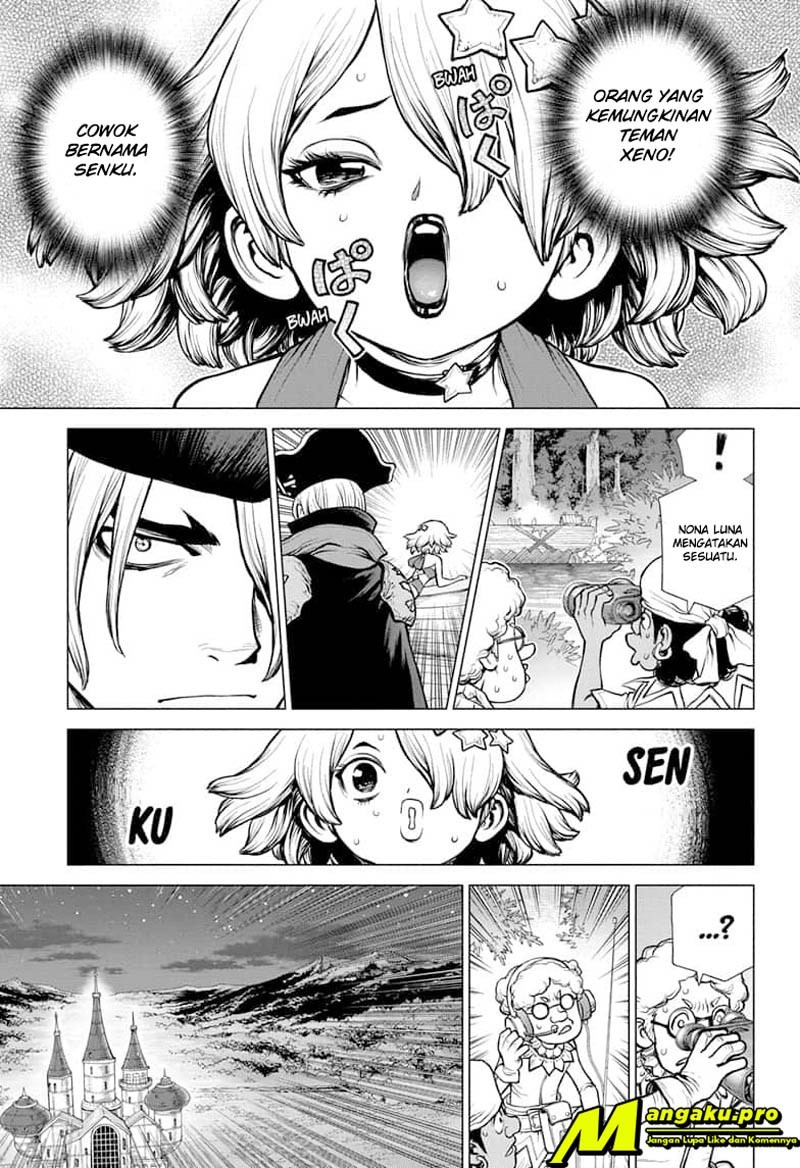 ORANG YANG
KEMUNGKINAN
TEMAN
XENO!
BWAH
ぱく
COWOK
BERNAMA
SENKU.
ぱく
BWAH
!
NONA LUNA
MENGATAKAN
SESUATU.
SEN
KU
...?
Mangaku.pro
Jangan Lupa Like dan Komennya